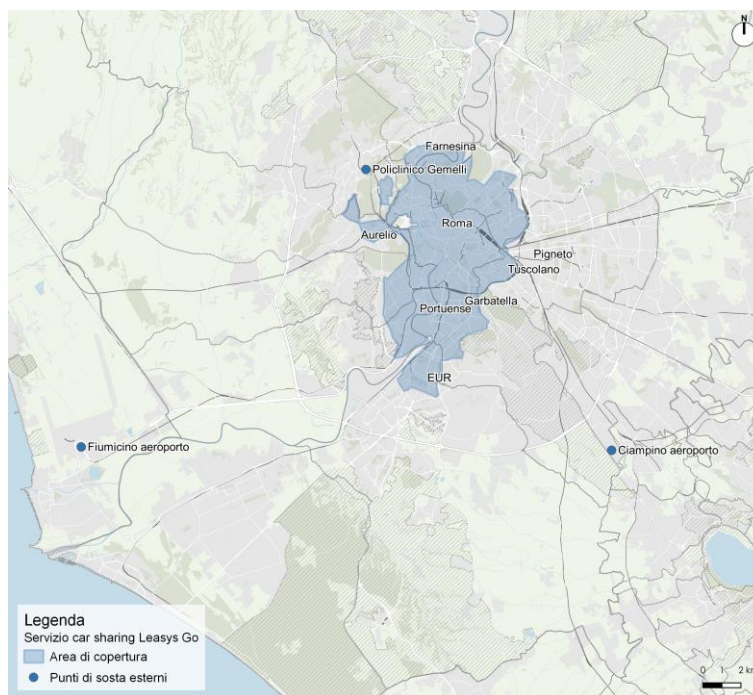 N
Farnesina
Policlinico Gemelli
Roma
Aurelio
Pigneto
Tuscolano
Garbatella
Portuense
EUR
Fiumicino aeroporto
Ciampino aeroporto
Legenda
Servizio car sharing Leasys Go
Area di copertura
Punti di sosta esterni
0 1 2 km